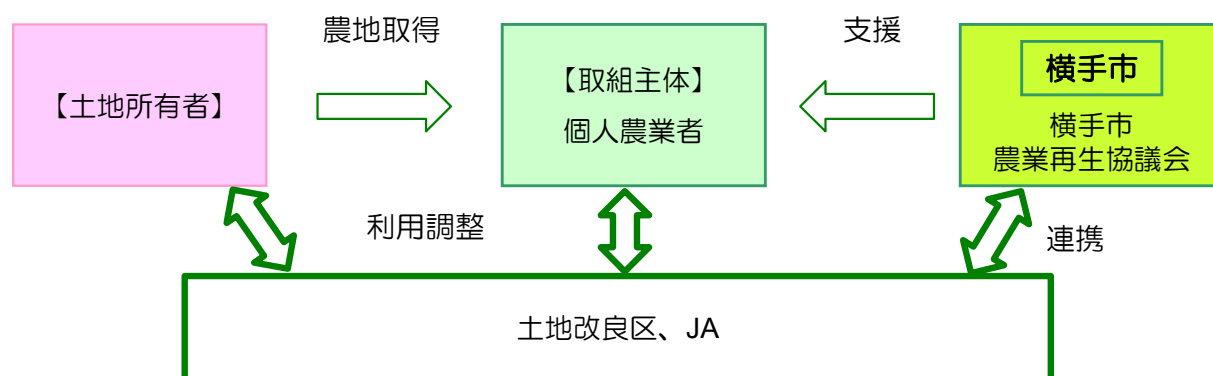 農地取得
支援
【土地所有者】
【取組主体】
個人農業者
横手市
横手市
農業再生協議会
利用調整
連携
土地改良区、JA